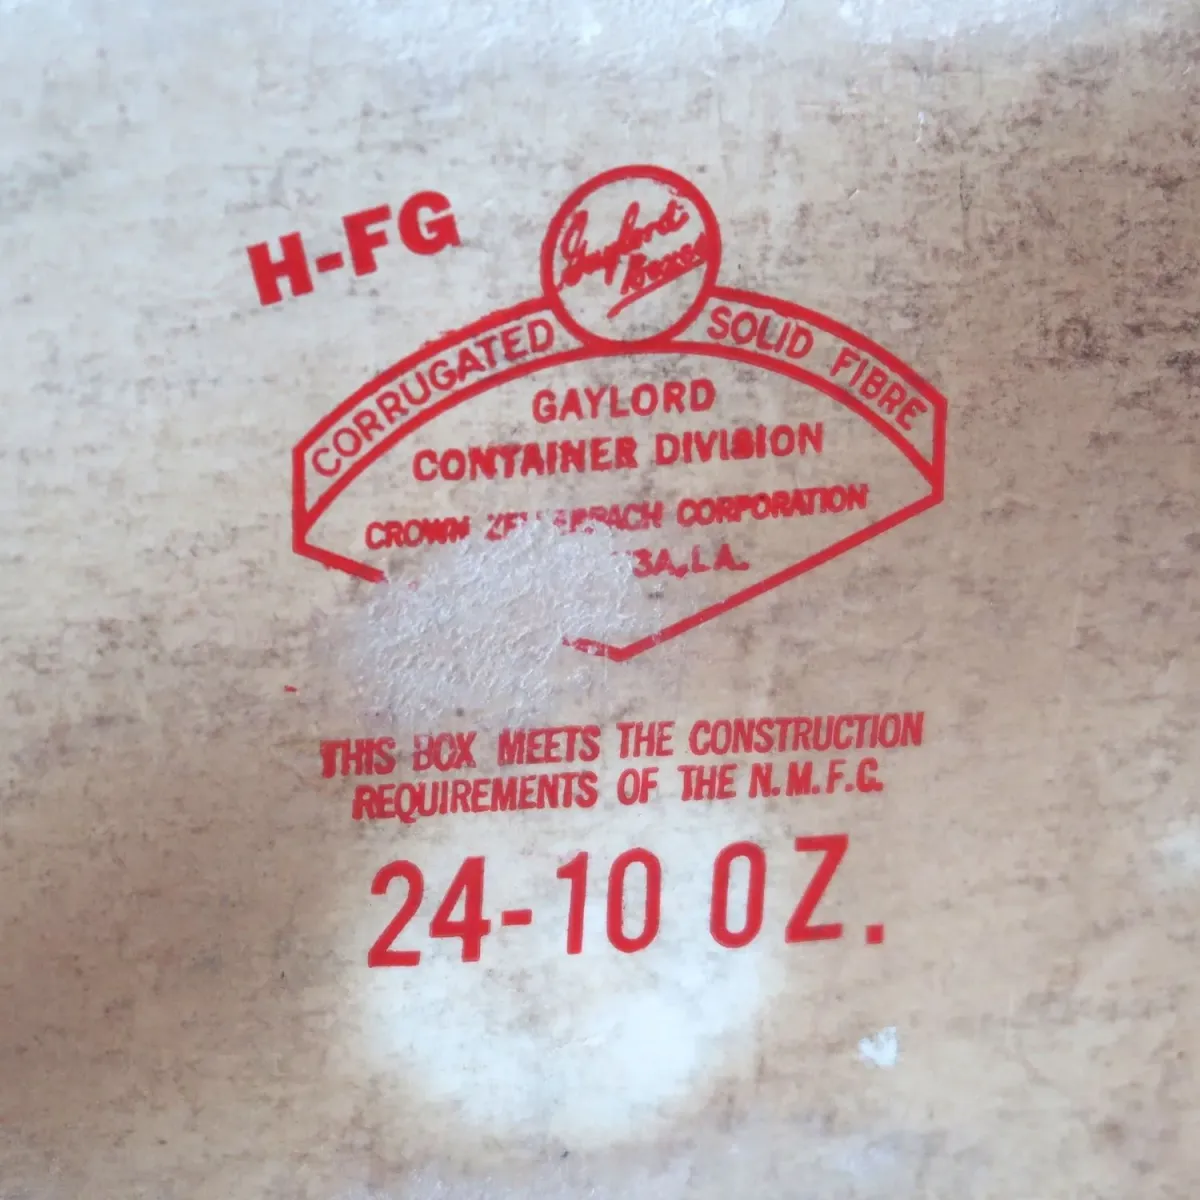 H-FG
Gaylord
Boxes
CORRUGATED SOLID FIBRE
GAYLORD
CONTAINER DIVISION
CROWN CORPORATION
LA.
THIS BOX MEETS THE CONSTRUCTION
REQUIREMENTS OF THE N.M.F.C.
24-10 OZ.